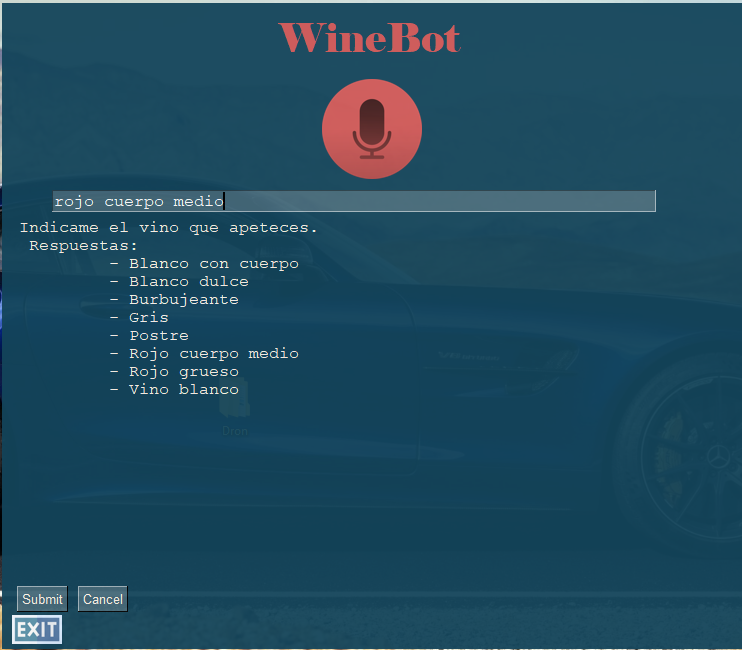 WineBot
rojo cuerpo medio
Indicame el vino que apeteces.
Respuestas:
- Blanco con cuerpo
- Blanco dulce
- Burbujeante
- Gris
- Postre
- Rojo cuerpo medio
- Rojo grueso
- Vino blanco
Submit Cancel
EXIT